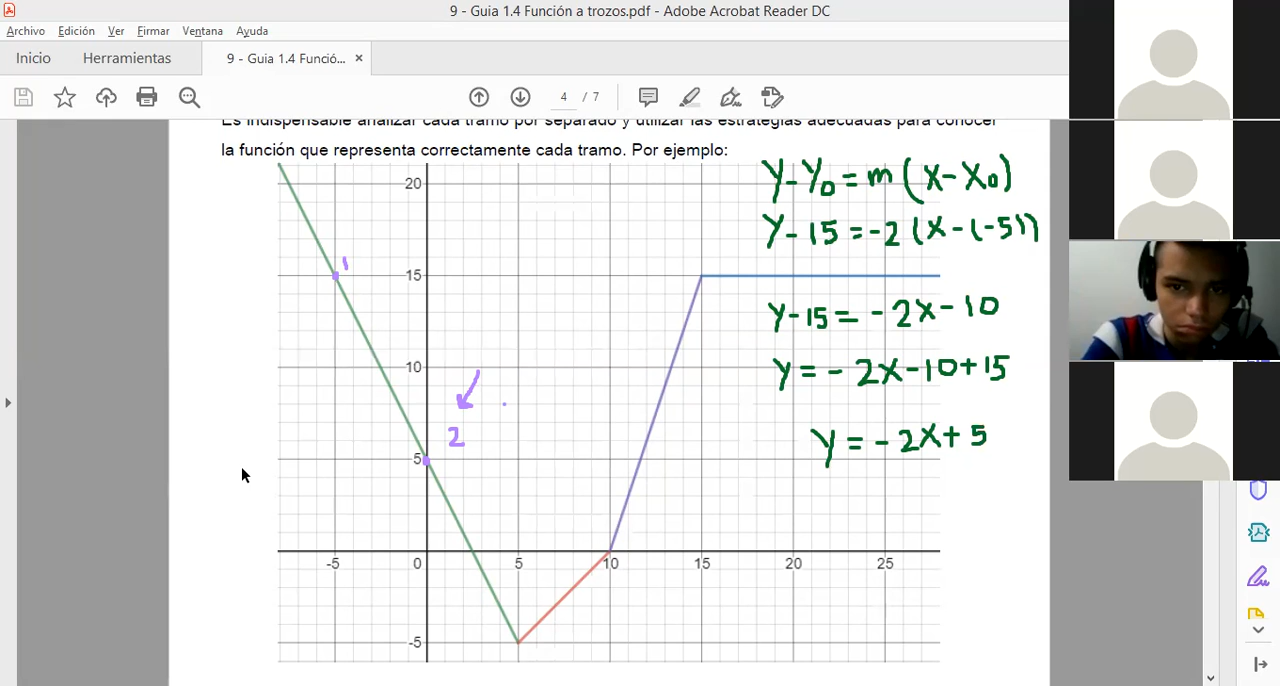 9 - Guia 1.4 Función a trozos.pdf - Adobe Acrobat Reader DC
Archivo Edición Ver Firmar Ventana Ayuda
Inicio Herramientas 9 - Guia 1.4 Funció... ×
4 / 7
Es indispensable analizar cada tramo por separado y utilizar las estrategias adecuadas para conocer
la función que representa correctamente cada tramo. Por ejemplo:
y - y0 = m (x - x0)
y - 15 = -2 (x - (-5))
y - 15 = - 2x - 10
y = - 2x - 10 + 15
y = - 2x + 5
20
15
10
5
-5
-5 0 5 10 15 20 25
1
2